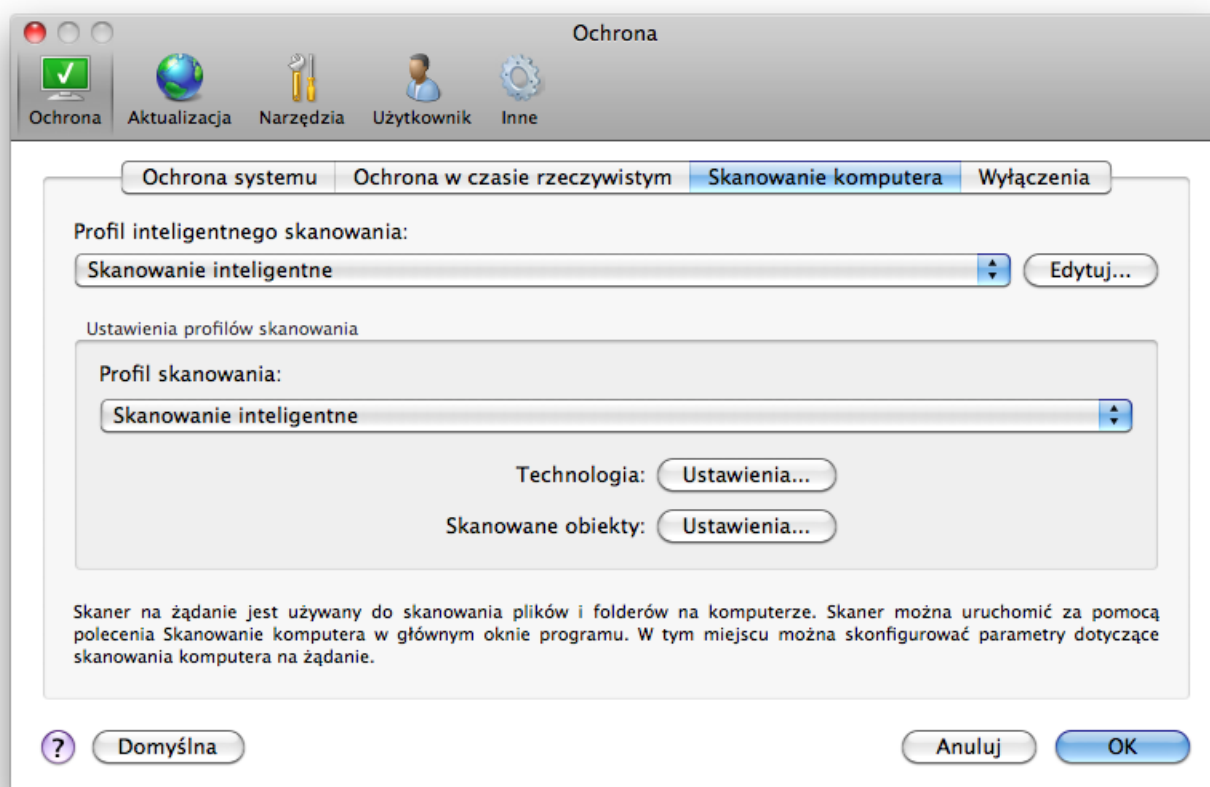 Ochrona
Ochrona Aktualizacja Narzędzia Użytkownik Inne
Ochrona systemu Ochrona w czasie rzeczywistym Skanowanie komputera Wyłączenia
Profil inteligentnego skanowania:
Skanowanie inteligentne Edytuj...
Ustawienia profilów skanowania
Profil skanowania:
Skanowanie inteligentne
Technologia: Ustawienia...
Skanowane obiekty: Ustawienia...
Skaner na żądanie jest używany do skanowania plików i folderów na komputerze. Skaner można uruchomić za pomocą
polecenia Skanowanie komputera w głównym oknie programu. W tym miejscu można skonfigurować parametry dotyczące
skanowania komputera na żądanie.
? Domyślna Anuluj OK